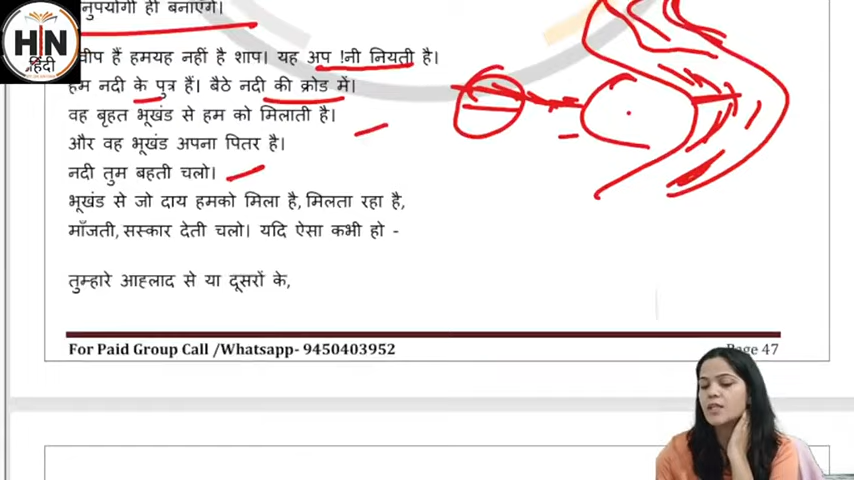 HIN
हिंदी
नुपयोगी ही बनाएँगे।
हैं हमयह नहीं है शाप। यह अप !नी नियती है।
हम नदी के पुत्र हैं। बैठे नदी की क्रोड में।
वह बृहत भूखंड से हम को मिलाती है।
और वह भूखंड अपना पितर है।
नदी तुम बहती चलो।
भूखंड से जो दाय हमको मिला है, मिलता रहा है,
माँजती, सस्कार देती चलो। यदि ऐसा कभी हो -
तुम्हारे आह्लाद से या दूसरों के,
For Paid Group Call /Whatsapp- 9450403952
Page 47